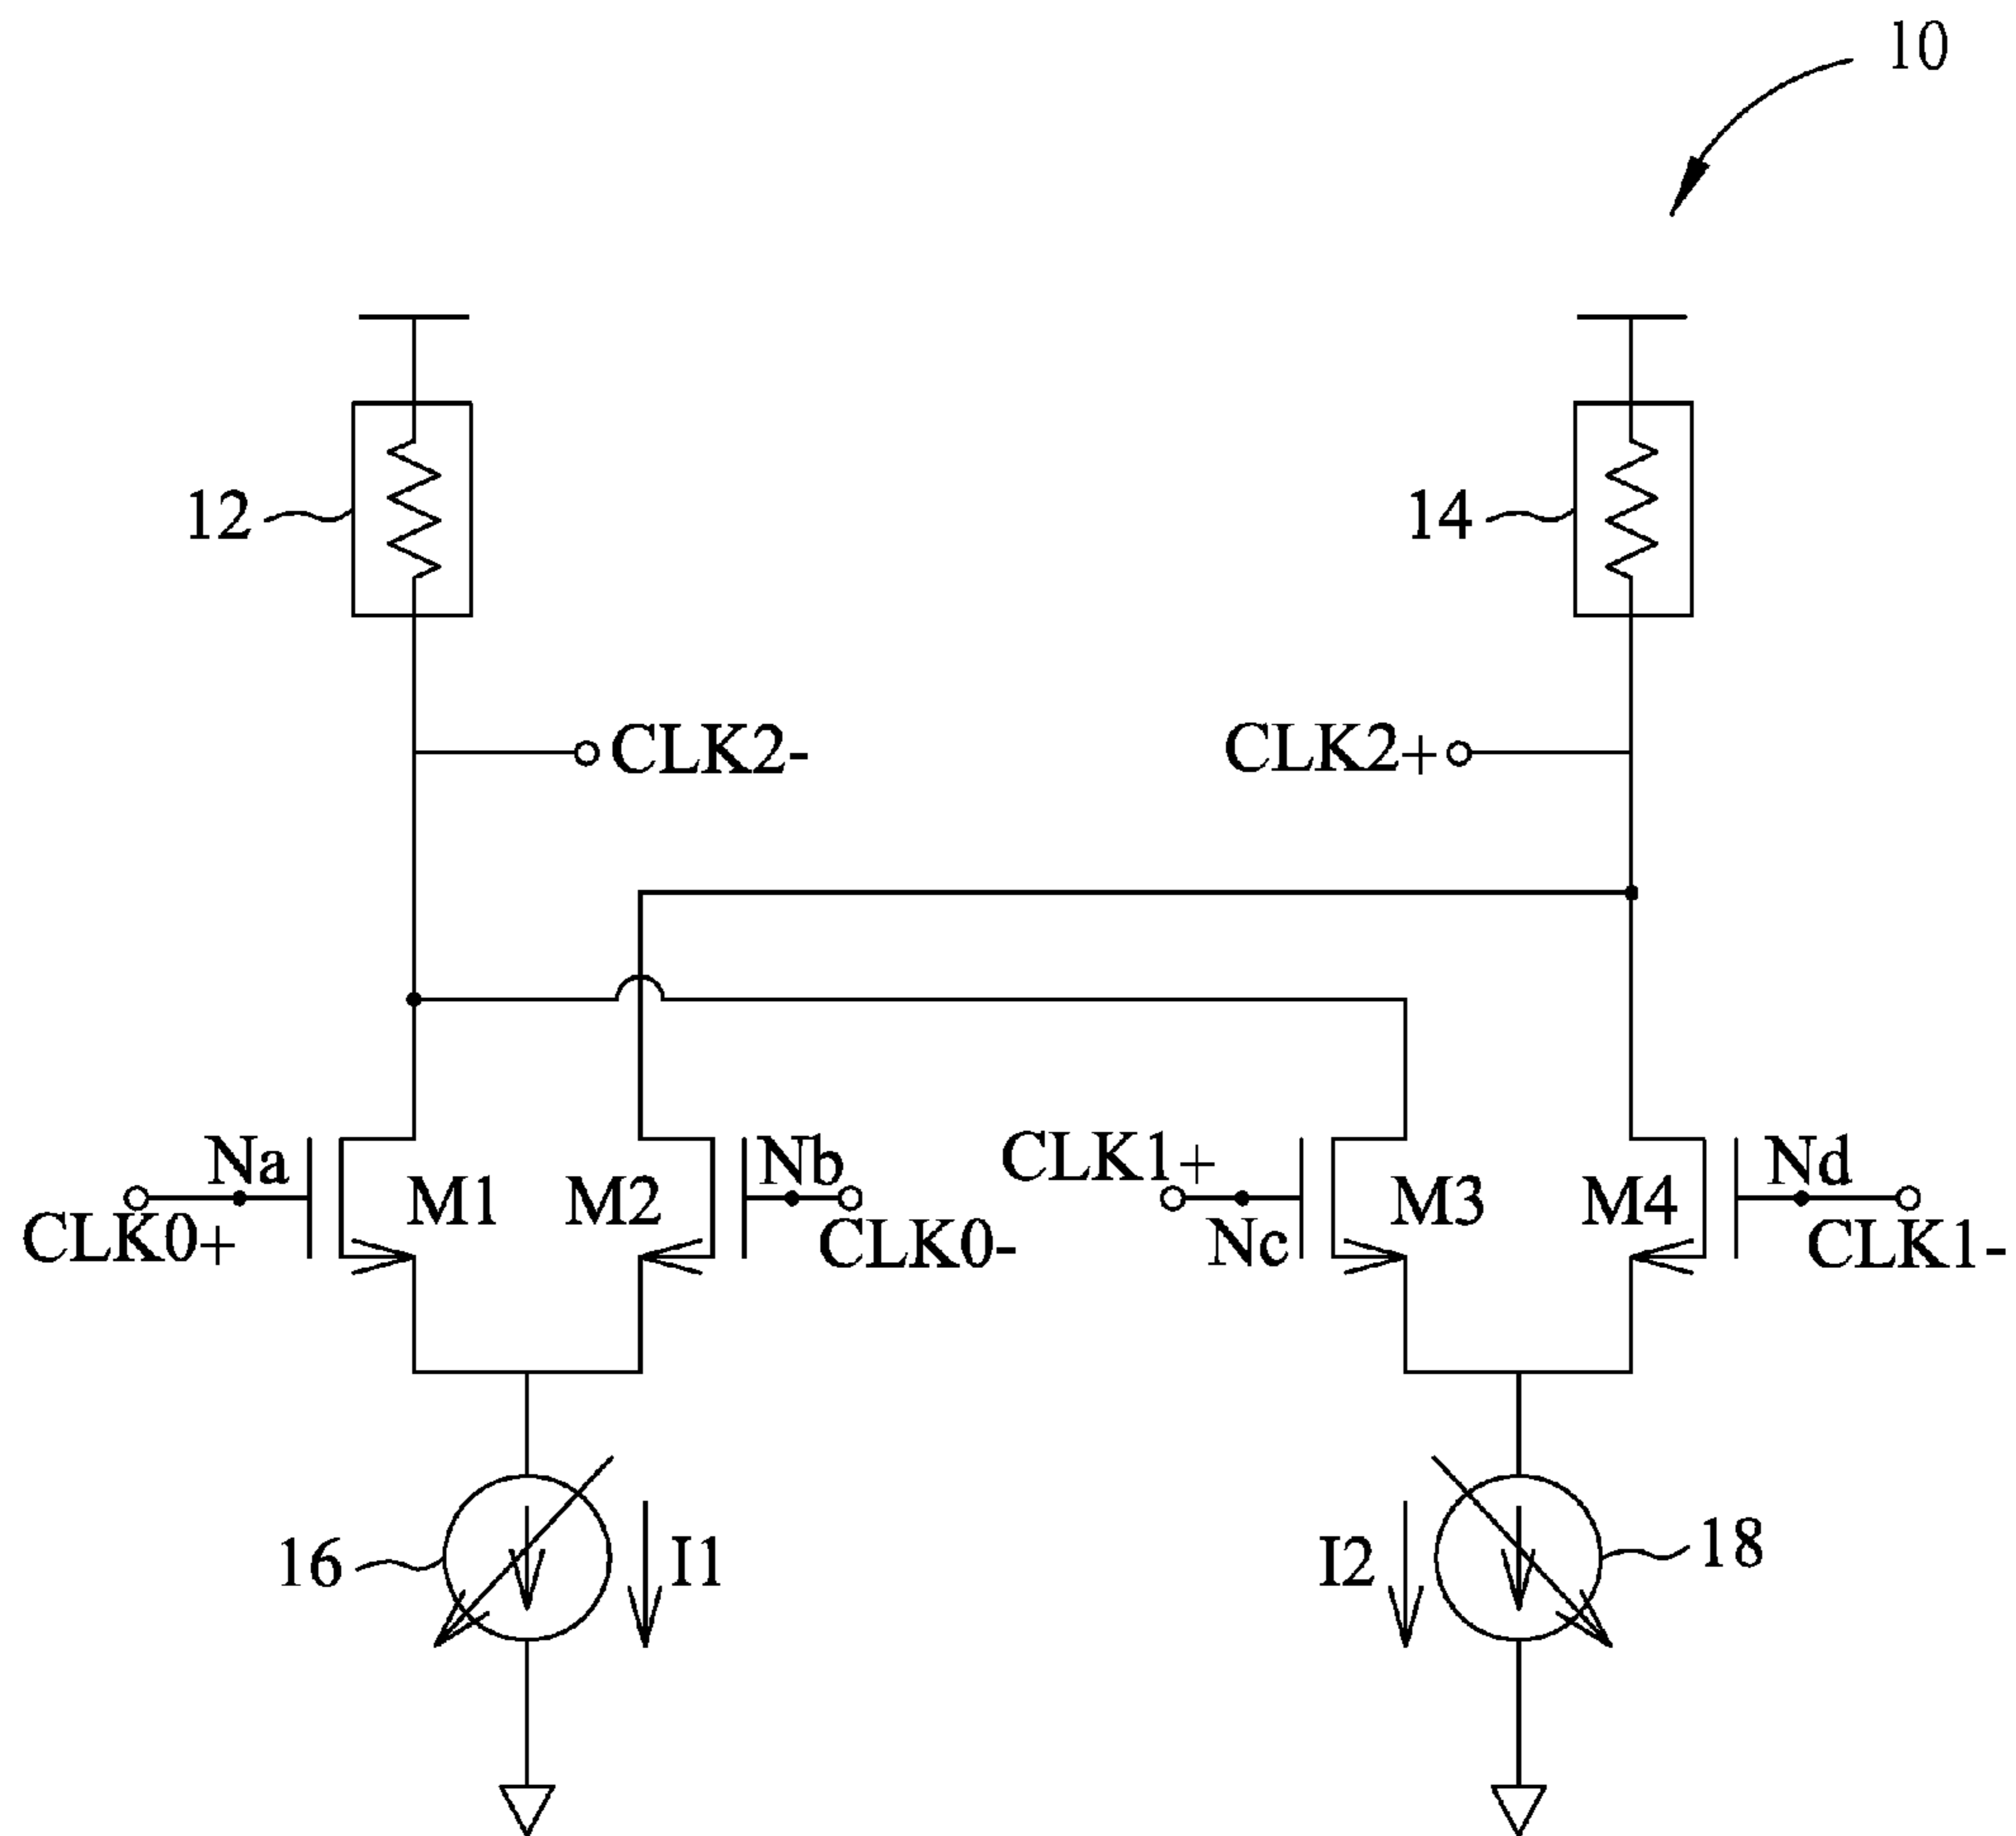 10
12
14
CLK2-
CLK2+
Na
M1
M2
Nb
CLK1+
M3
M4
Nd
CLK0+
CLK0-
Nc
CLK1-
16
I1
I2
18